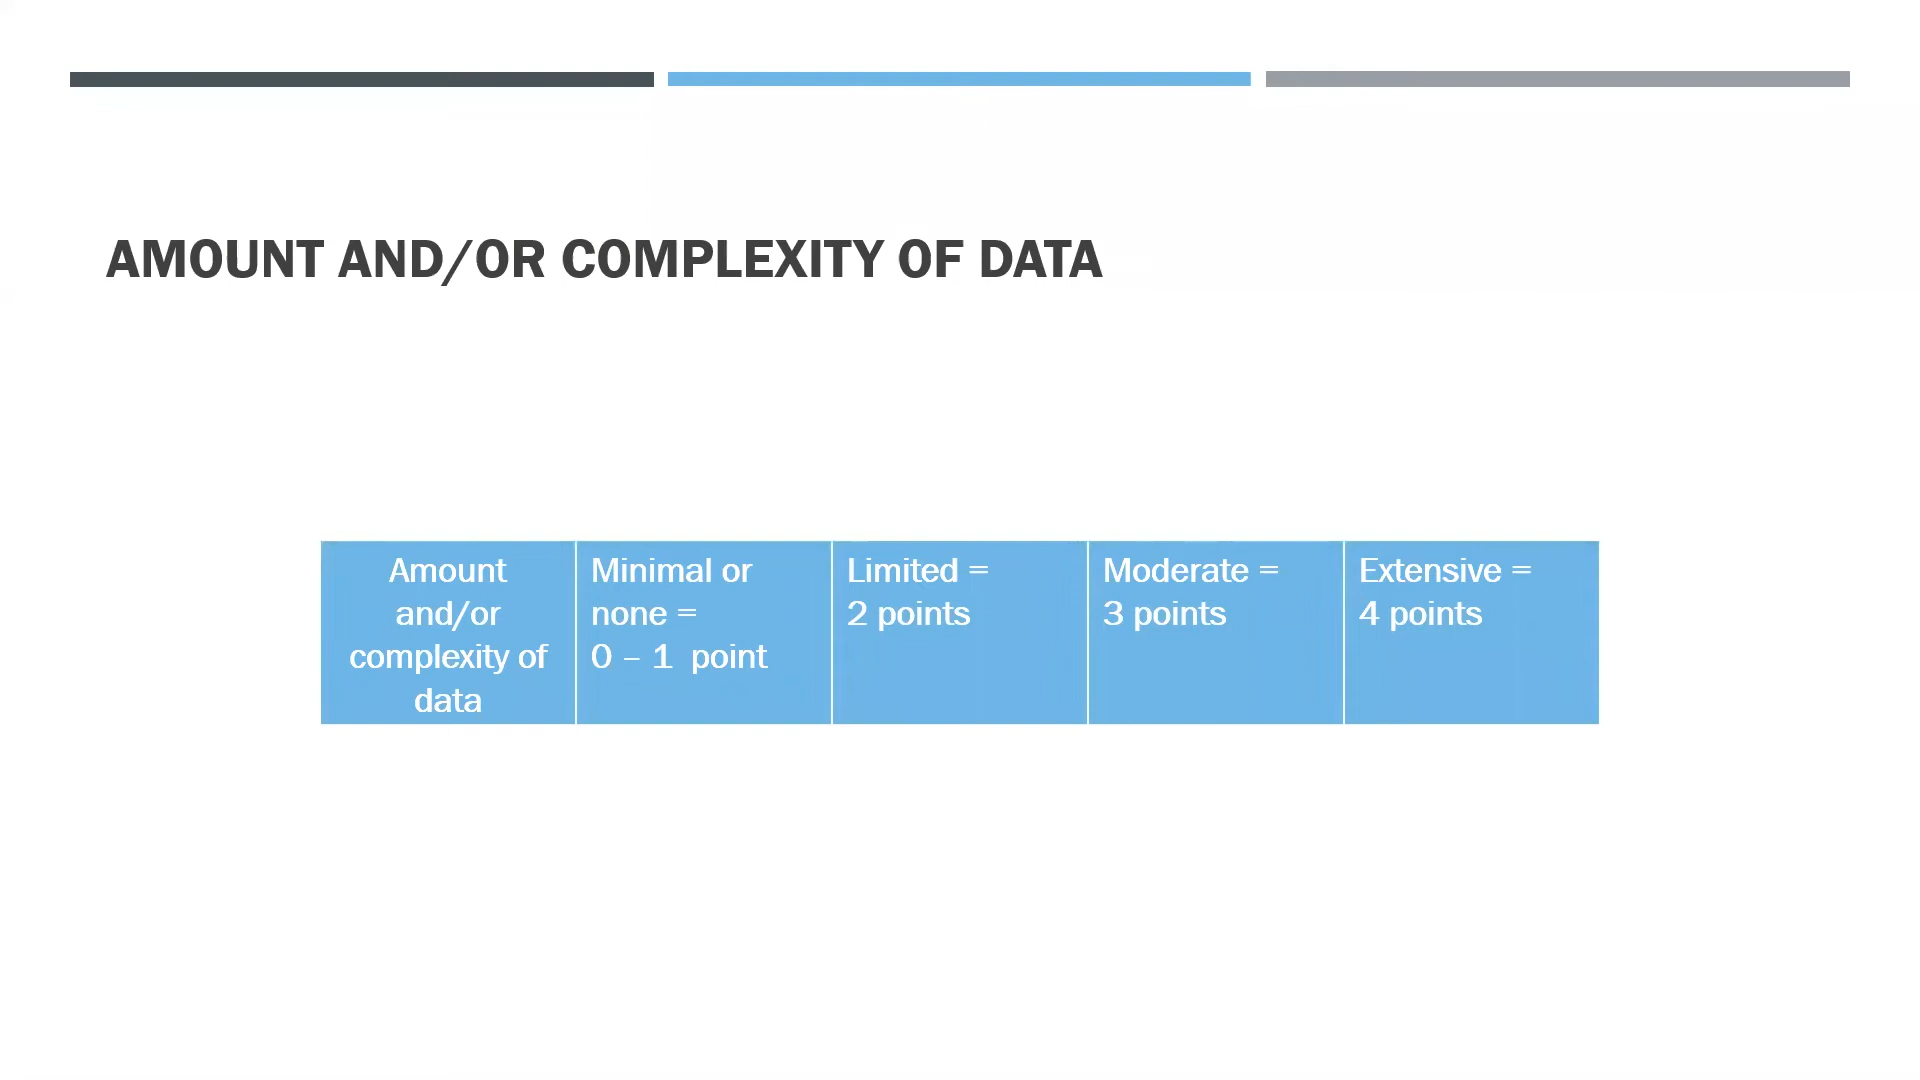 AMOUNT AND/OR COMPLEXITY OF DATA
Amount
and/or
complexity of
data
Minimal or
none =
0 – 1 point
Limited =
2 points
Moderate =
3 points
Extensive =
4 points